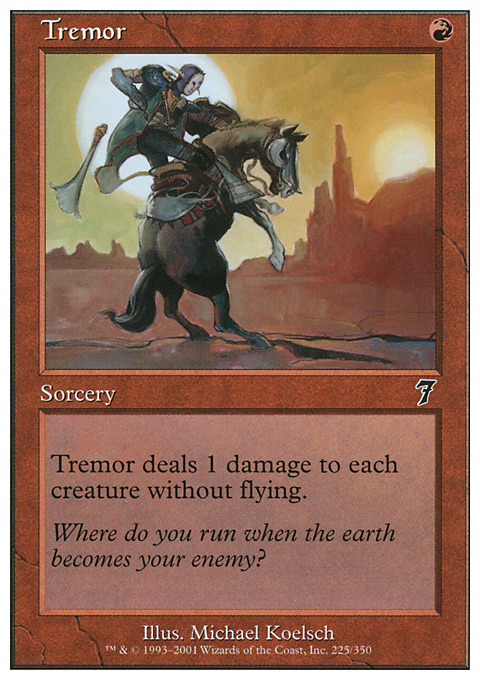 Tremor
Sorcery
7
Tremor deals 1 damage to each
creature without flying.
Where do you run when the earth
becomes your enemy?
Illus. Michael Koelsch
™ & © 1993–2001 Wizards of the Coast, Inc. 225/350